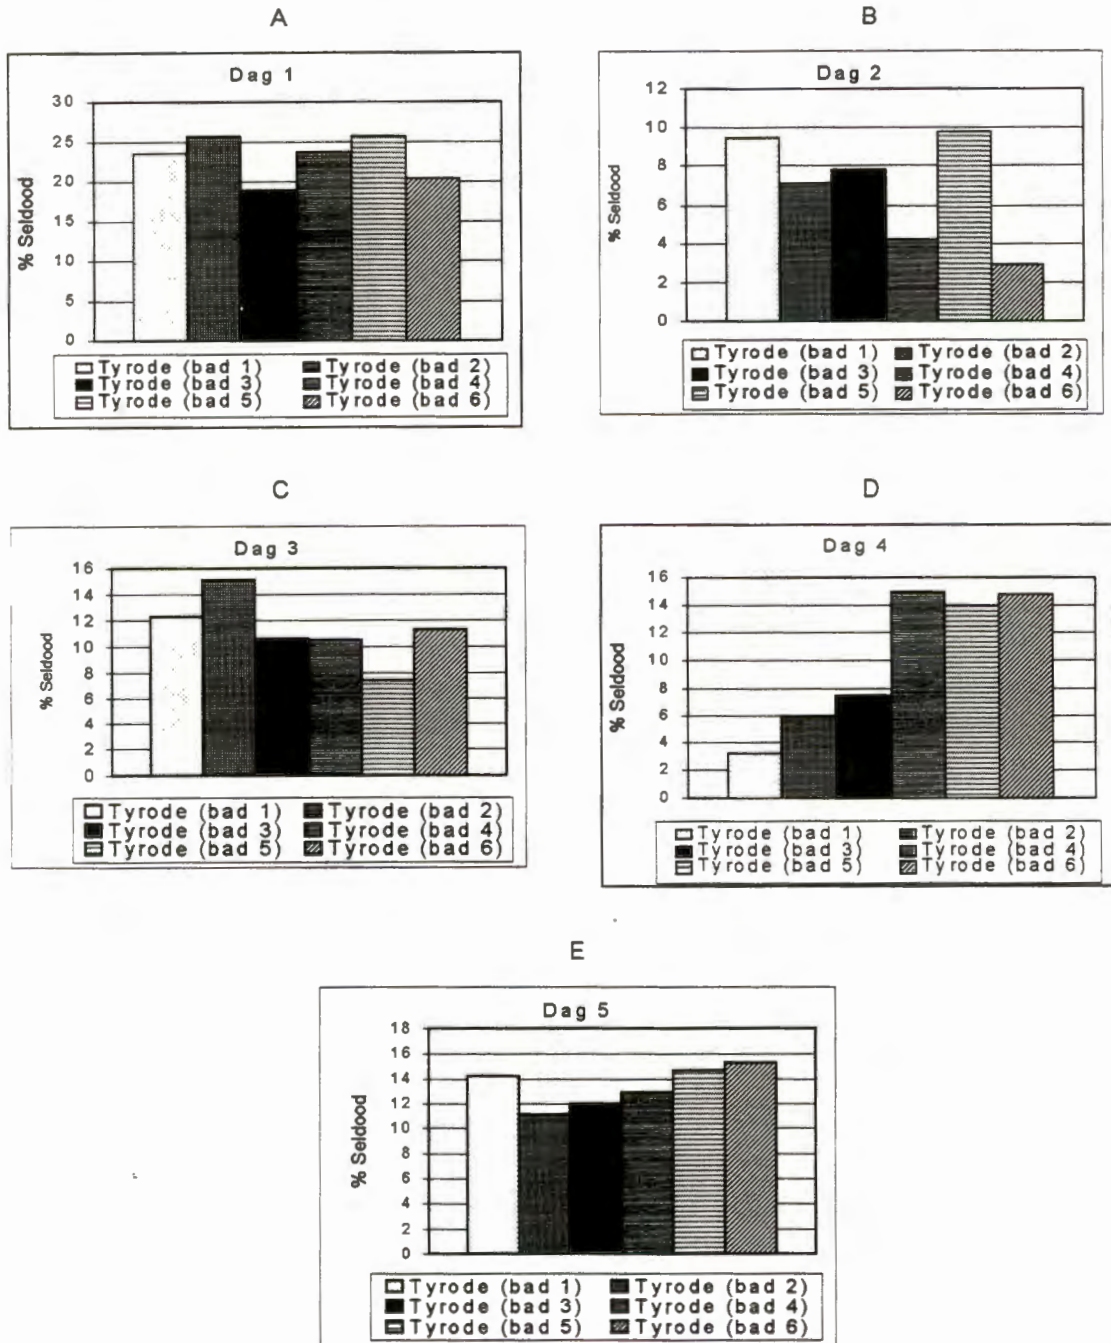 A
Dag 1
% Seldood
30
25
20
15
10
5
0
Tyrode (bad 1) Tyrode (bad 2)
Tyrode (bad 3) Tyrode (bad 4)
Tyrode (bad 5) Tyrode (bad 6)
B
Dag 2
% Seldood
12
10
8
6
4
2
0
Tyrode (bad 1) Tyrode (bad 2)
Tyrode (bad 3) Tyrode (bad 4)
Tyrode (bad 5) Tyrode (bad 6)
C
Dag 3
% Seldood
16
14
12
10
8
6
4
2
0
Tyrode (bad 1) Tyrode (bad 2)
Tyrode (bad 3) Tyrode (bad 4)
Tyrode (bad 5) Tyrode (bad 6)
D
Dag 4
% Seldood
16
14
12
10
8
6
4
2
0
Tyrode (bad 1) Tyrode (bad 2)
Tyrode (bad 3) Tyrode (bad 4)
Tyrode (bad 5) Tyrode (bad 6)
E
Dag 5
% Seldood
18
16
14
12
10
8
6
4
2
0
Tyrode (bad 1) Tyrode (bad 2)
Tyrode (bad 3) Tyrode (bad 4)
Tyrode (bad 5) Tyrode (bad 6)